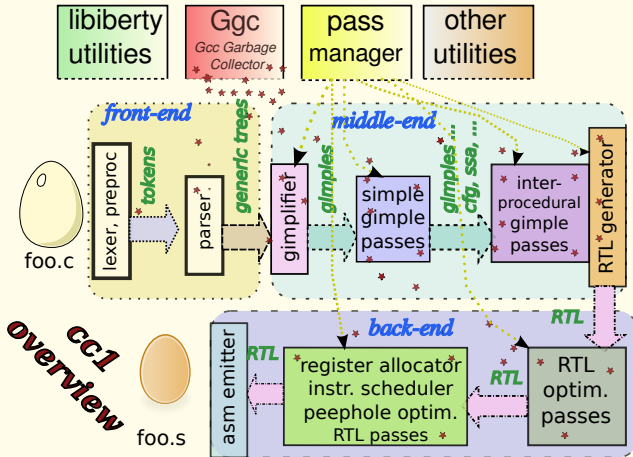 libiberty
utilities
Ggc
Gcc Garbage
Collector
pass
manager
other
utilities
front-end
middle-end
lexer, preproc
tokens
parser
generic trees
gimplifier
gimples
simple
gimple
passes
gimples ...
cfg, ssa, ...
inter-
procedural
gimple
passes
RTL generator
foo.c
cc1
overview
foo.s
back-end
asm emitter
RTL
register allocator
instr. scheduler
peephole optim.
RTL passes
RTL
RTL
optim.
passes
RTL